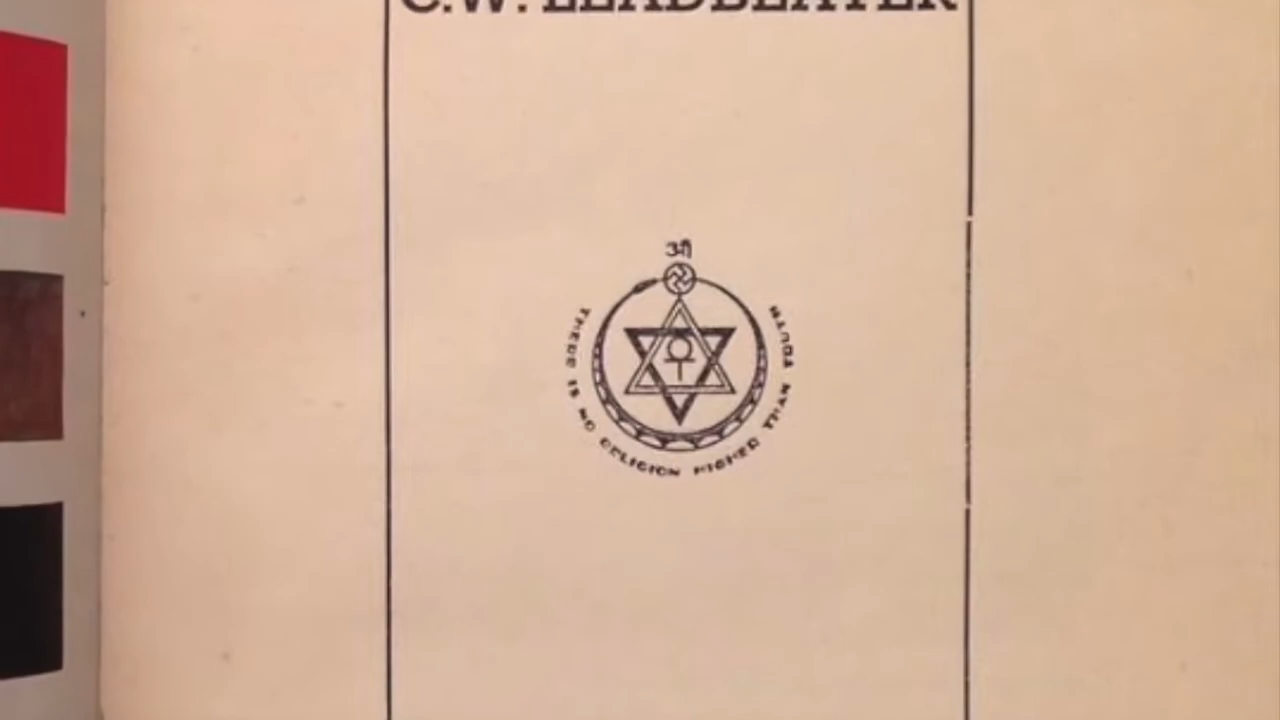 C.W. LEADBEATER
ओं
THERE IS NO RELIGION HIGHER THAN TRUTH